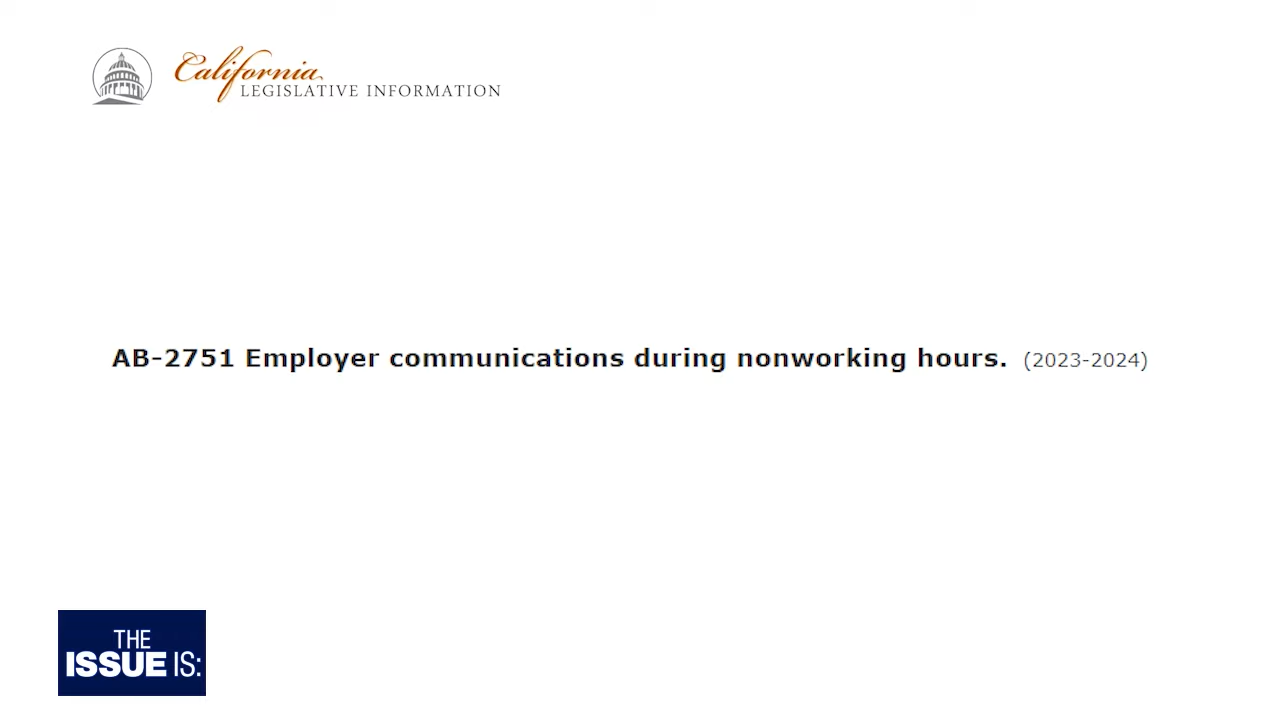 California
LEGISLATIVE INFORMATION
AB-2751 Employer communications during nonworking hours. (2023-2024)
THE
ISSUE IS: